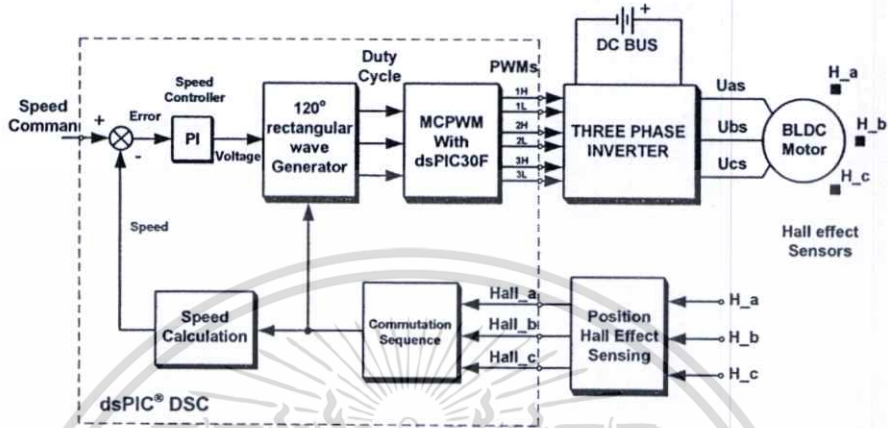 Speed
Comman
+
-
Error
Speed
Controller
PI
Voltage
120°
rectangular
wave
Generator
Duty
Cycle
MCPWM
With
dsPIC30F
PWMs
1H
1L
2H
2L
3H
3L
+
DC BUS
THREE PHASE
INVERTER
Uas
Ubs
Ucs
BLDC
Motor
H_a
H_b
H_c
Hall effect
Sensors
Speed
Speed
Calculation
Commutation
Sequence
Hall_a
Hall_b
Hall_c
Position
Hall Effect
Sensing
H_a
H_b
H_c
dsPIC® DSC